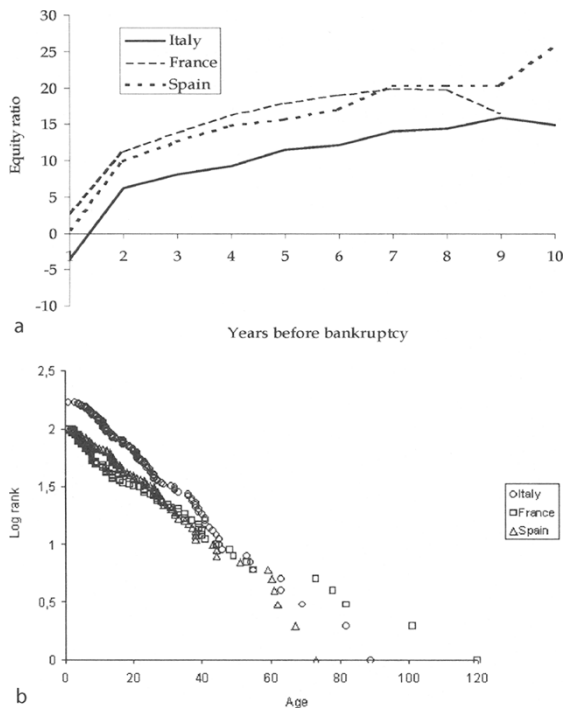 30
25
20
15
10
5
0
-5
-10
Equity ratio
Italy
France
Spain
1 2 3 4 5 6 7 8 9 10
Years before bankruptcy
a
2,5
2
1,5
1
0,5
0
Log rank
Italy
France
Spain
0 20 40 60 80 100 120
Age
b